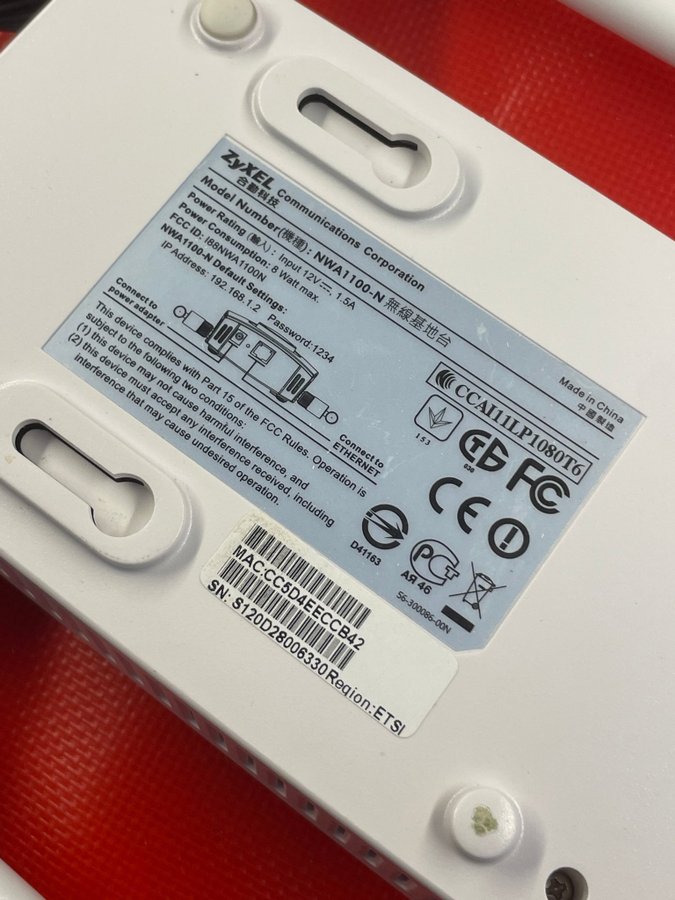 ZyXEL Communications Corporation
合勤科技
Model Number(機種): NWA1100-N 無線基地台
Power Rating (輸入): Input 12V⎓, 1.5A
Power Consumption: 8 Watt max.
FCC ID: I88NWA1100N
NWA1100-N Default Settings:
IP Address: 192.168.1.2 Password:1234
Connect to
power adapter
Connect to
ETHERNET
This device complies with Part 15 of the FCC Rules. Operation is
subject to the following two conditions:
(1) this device may not cause harmful interference, and
(2) this device must accept any interference received, including
interference that may cause undesired operation.
Made in China
中國製造
CCAI11LP1080T6
153
038
FC
CE
D41163
АЯ 46
56-300086-00N
MAC:CC5D4EECCB42
SN: S120D28006330 Region:ETSI